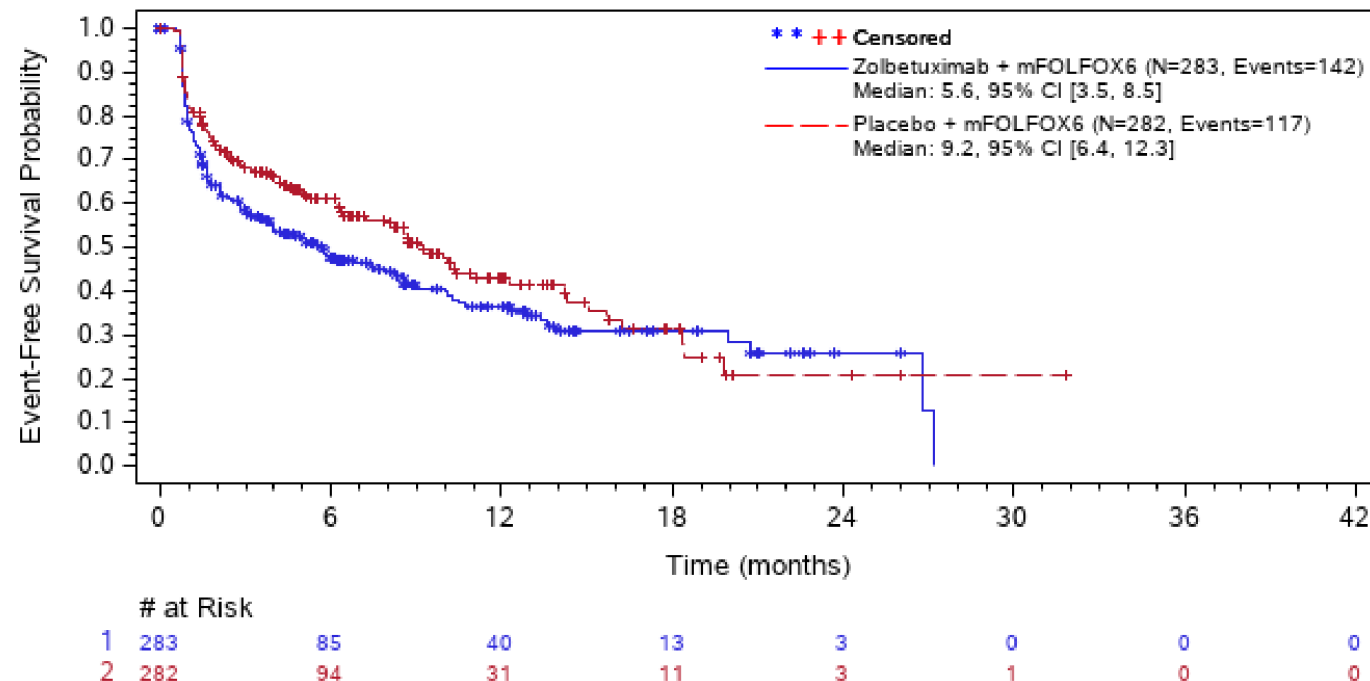 Event-Free Survival Probability
1.0
0.9
0.8
0.7
0.6
0.5
0.4
0.3
0.2
0.1
0.0
Censored
Zolbetuximab + mFOLFOX6 (N=283, Events=142)
Median: 5.6, 95% CI [3.5, 8.5]
Placebo + mFOLFOX6 (N=282, Events=117)
Median: 9.2, 95% CI [6.4, 12.3]
0 6 12 18 24 30 36 42
Time (months)
# at Risk
1 283 85 40 13 3 0 0 0
2 282 94 31 11 3 1 0 0